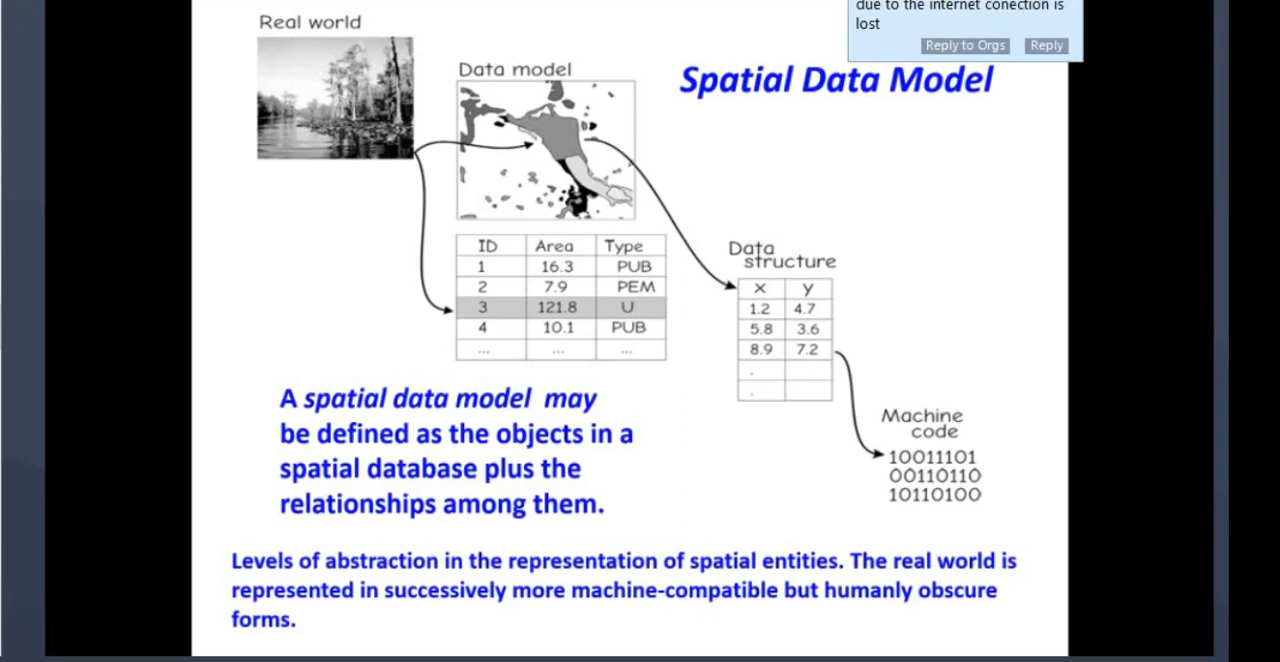 due to the internet conection is
lost
Reply to Orgs Reply
Real world
Data model
Spatial Data Model
ID Area Type
1 16.3 PUB
2 7.9 PEM
3 121.8 U
4 10.1 PUB
... ... ...
Data
structure
x y
1.2 4.7
5.8 3.6
8.9 7.2
.
.
Machine
code
10011101
00110110
10110100
A spatial data model may
be defined as the objects in a
spatial database plus the
relationships among them.
Levels of abstraction in the representation of spatial entities. The real world is
represented in successively more machine-compatible but humanly obscure
forms.